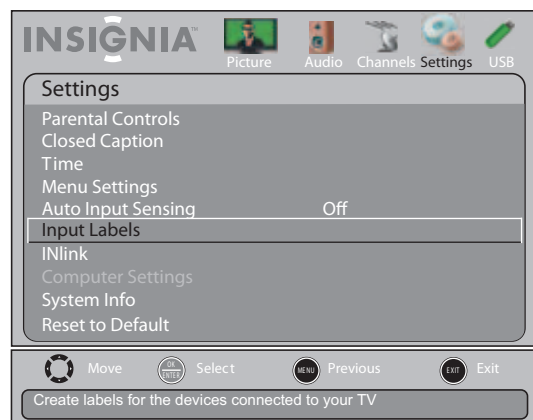 INSIGNIA™
Picture Audio Channels Settings USB
Settings
Parental Controls
Closed Caption
Time
Menu Settings
Auto Input Sensing Off
Input Labels
INlink
Computer Settings
System Info
Reset to Default
Move OK ENTER Select MENU Previous EXIT Exit
Create labels for the devices connected to your TV